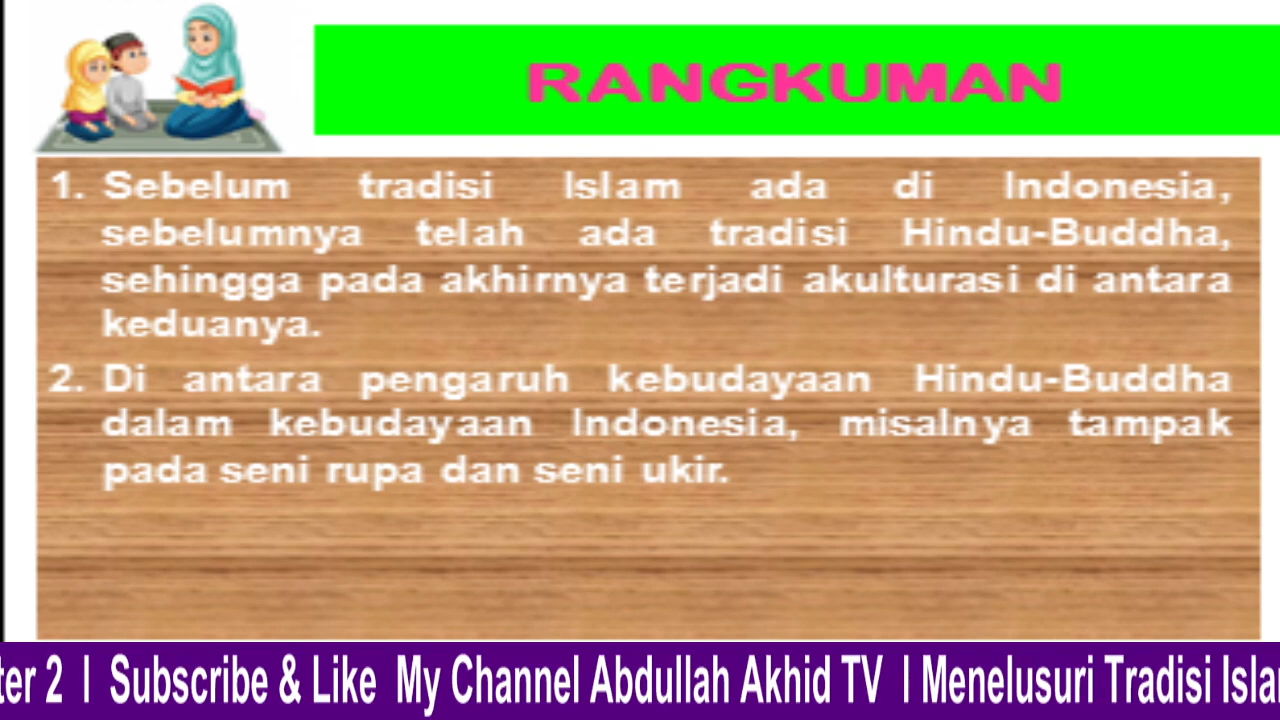 RANGKUMAN
1. Sebelum tradisi Islam ada di Indonesia,
sebelumnya telah ada tradisi Hindu-Buddha,
sehingga pada akhirnya terjadi akulturasi di antara
keduanya.
2. Di antara pengaruh kebudayaan Hindu-Buddha
dalam kebudayaan Indonesia, misalnya tampak
pada seni rupa dan seni ukir.
ter 2 I Subscribe & Like My Channel Abdullah Akhid TV I Menelusuri Tradisi Isla